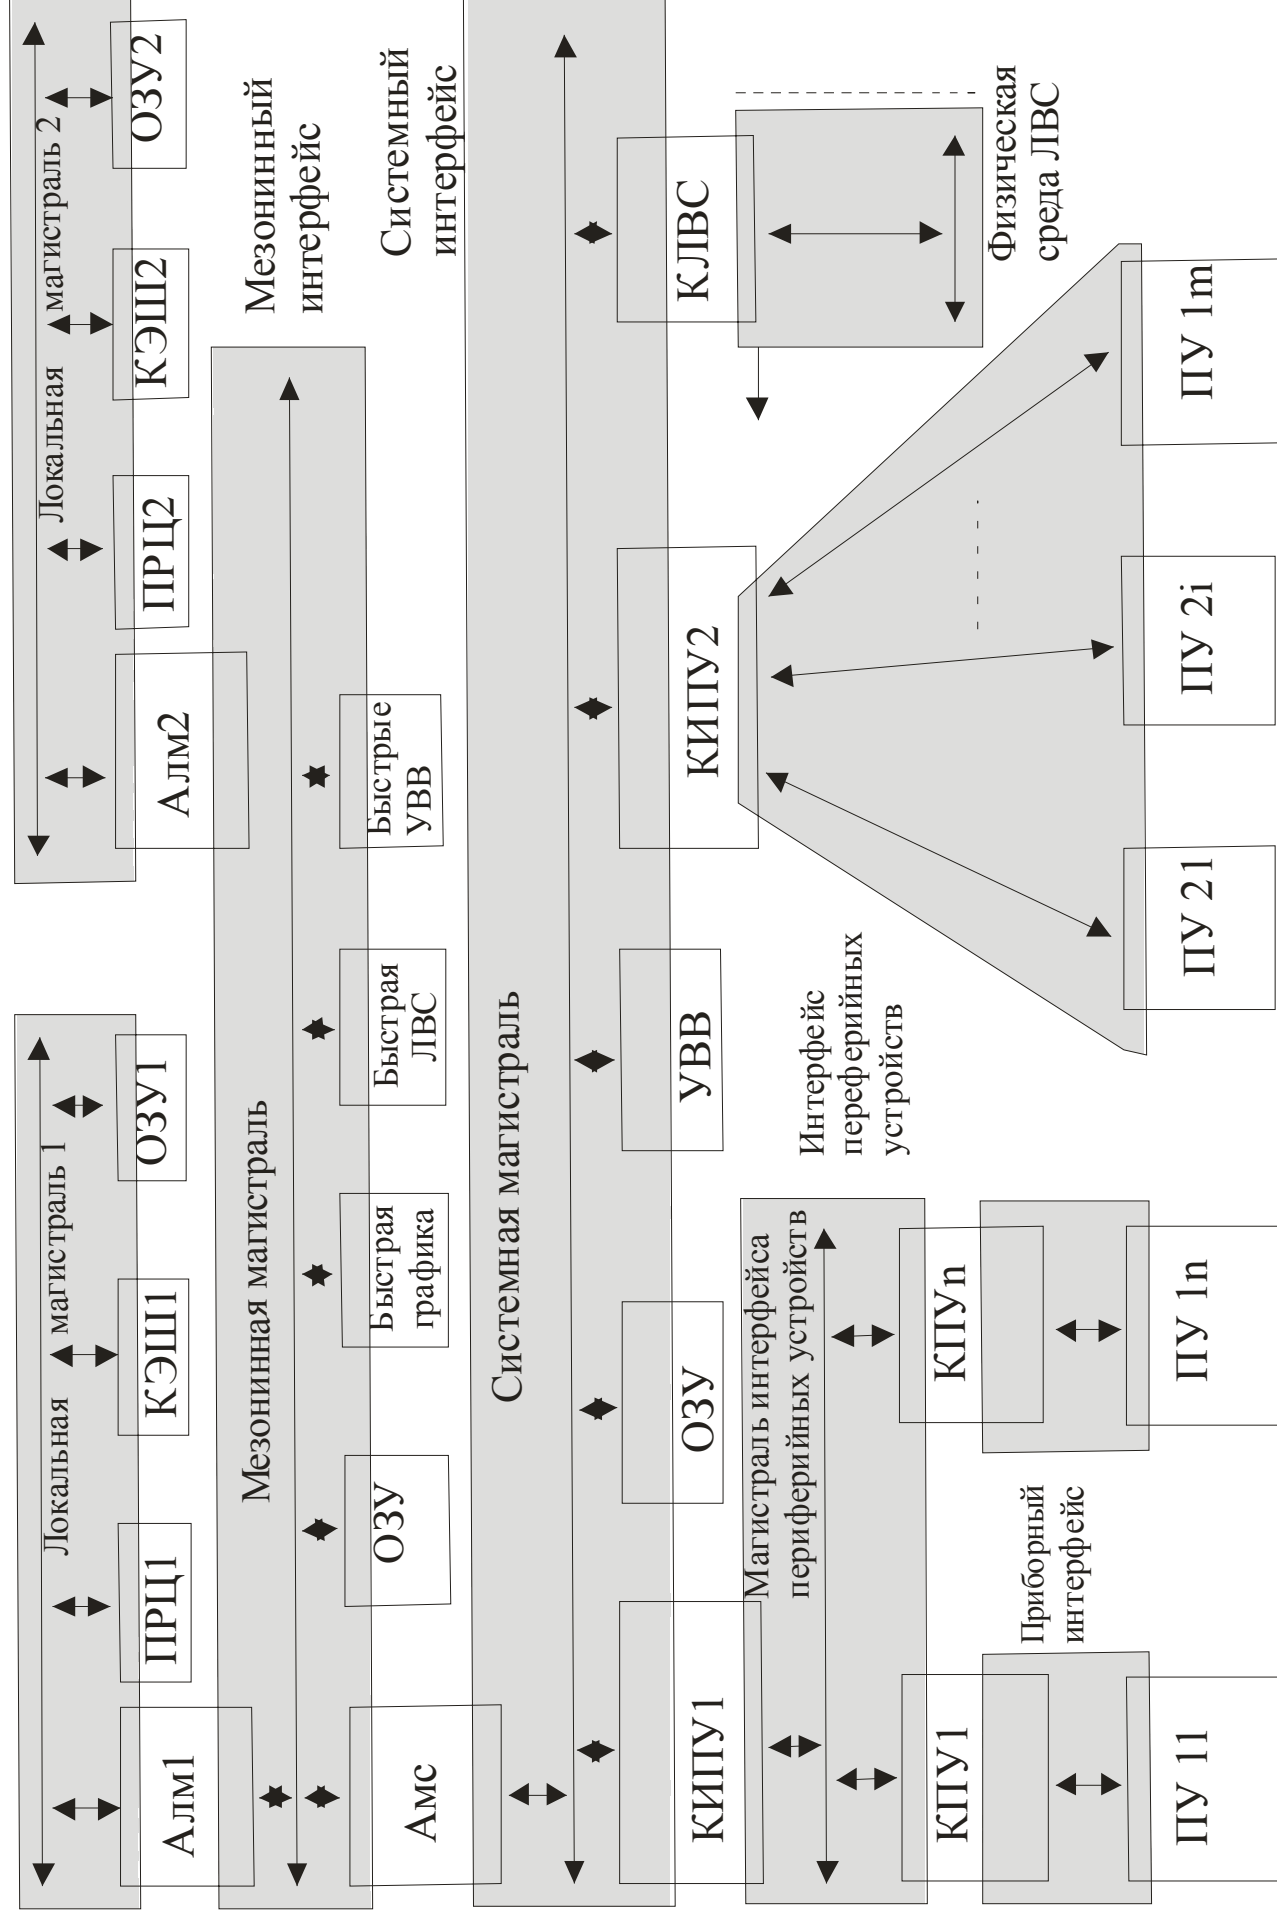 Локальная магистраль 1
Локальная магистраль 2
ПРЦ1
КЭШ1
ОЗУ1
ПРЦ2
КЭШ2
ОЗУ2
Алм1
Алм2
Мезонинная магистраль
Мезонинный
интерфейс
Амс
ОЗУ
Быстрая
графика
Быстрая
ЛВС
Быстрые
УВВ
Системный
интерфейс
Системная магистраль
КИПУ1
ОЗУ
УВВ
КИПУ2
КЛВС
Магистраль интерфейса
периферийных устройств
Интерфейс
переферийных
устройств
Физическая
среда ЛВС
КПУ1
КПУn
Приборный
интерфейс
ПУ 11
ПУ 1n
ПУ 21
ПУ 2i
ПУ 1m